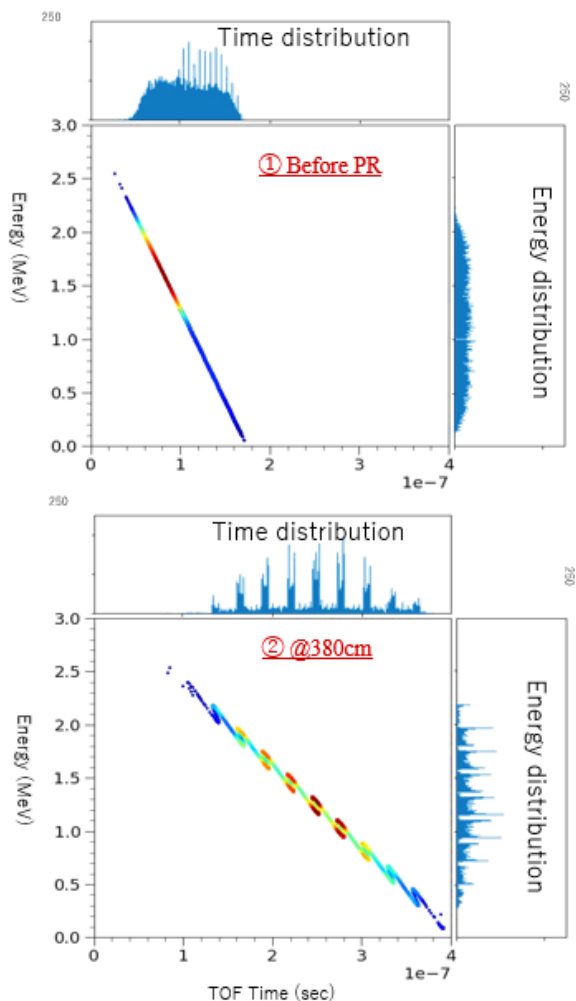 250
Time distribution
250
3.0
① Before PR
2.5
2.0
1.5
1.0
0.5
0.0
Energy (MeV)
Energy distribution
0 1 2 3 4
1e−7
250
Time distribution
250
3.0
② @380cm
2.5
2.0
1.5
1.0
0.5
0.0
Energy (MeV)
Energy distribution
0 1 2 3 4
1e−7
TOF Time (sec)